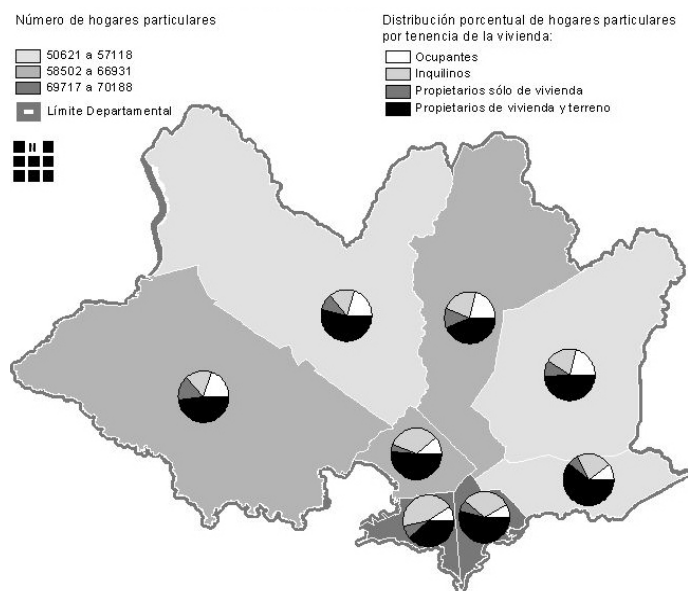 Número de hogares particulares
50621 a 57118
58502 a 66931
69717 a 70188
Límite Departamental
Distribución porcentual de hogares particulares
por tenencia de la vivienda:
Ocupantes
Inquilinos
Propietarios sólo de vivienda
Propietarios de vivienda y terreno